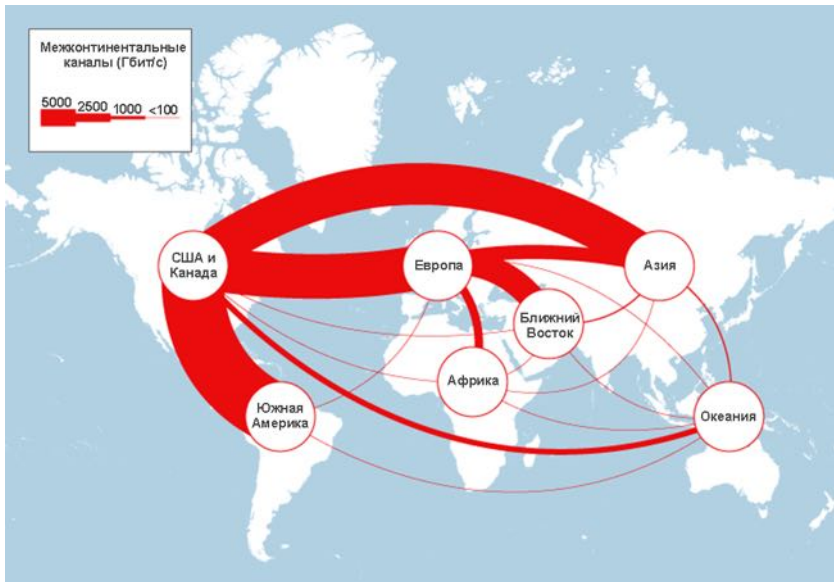 Межконтинентальные
каналы (Гбит/с)
5000 2500 1000 <100
США и
Канада
Европа
Азия
Ближний
Восток
Африка
Южная
Америка
Океания